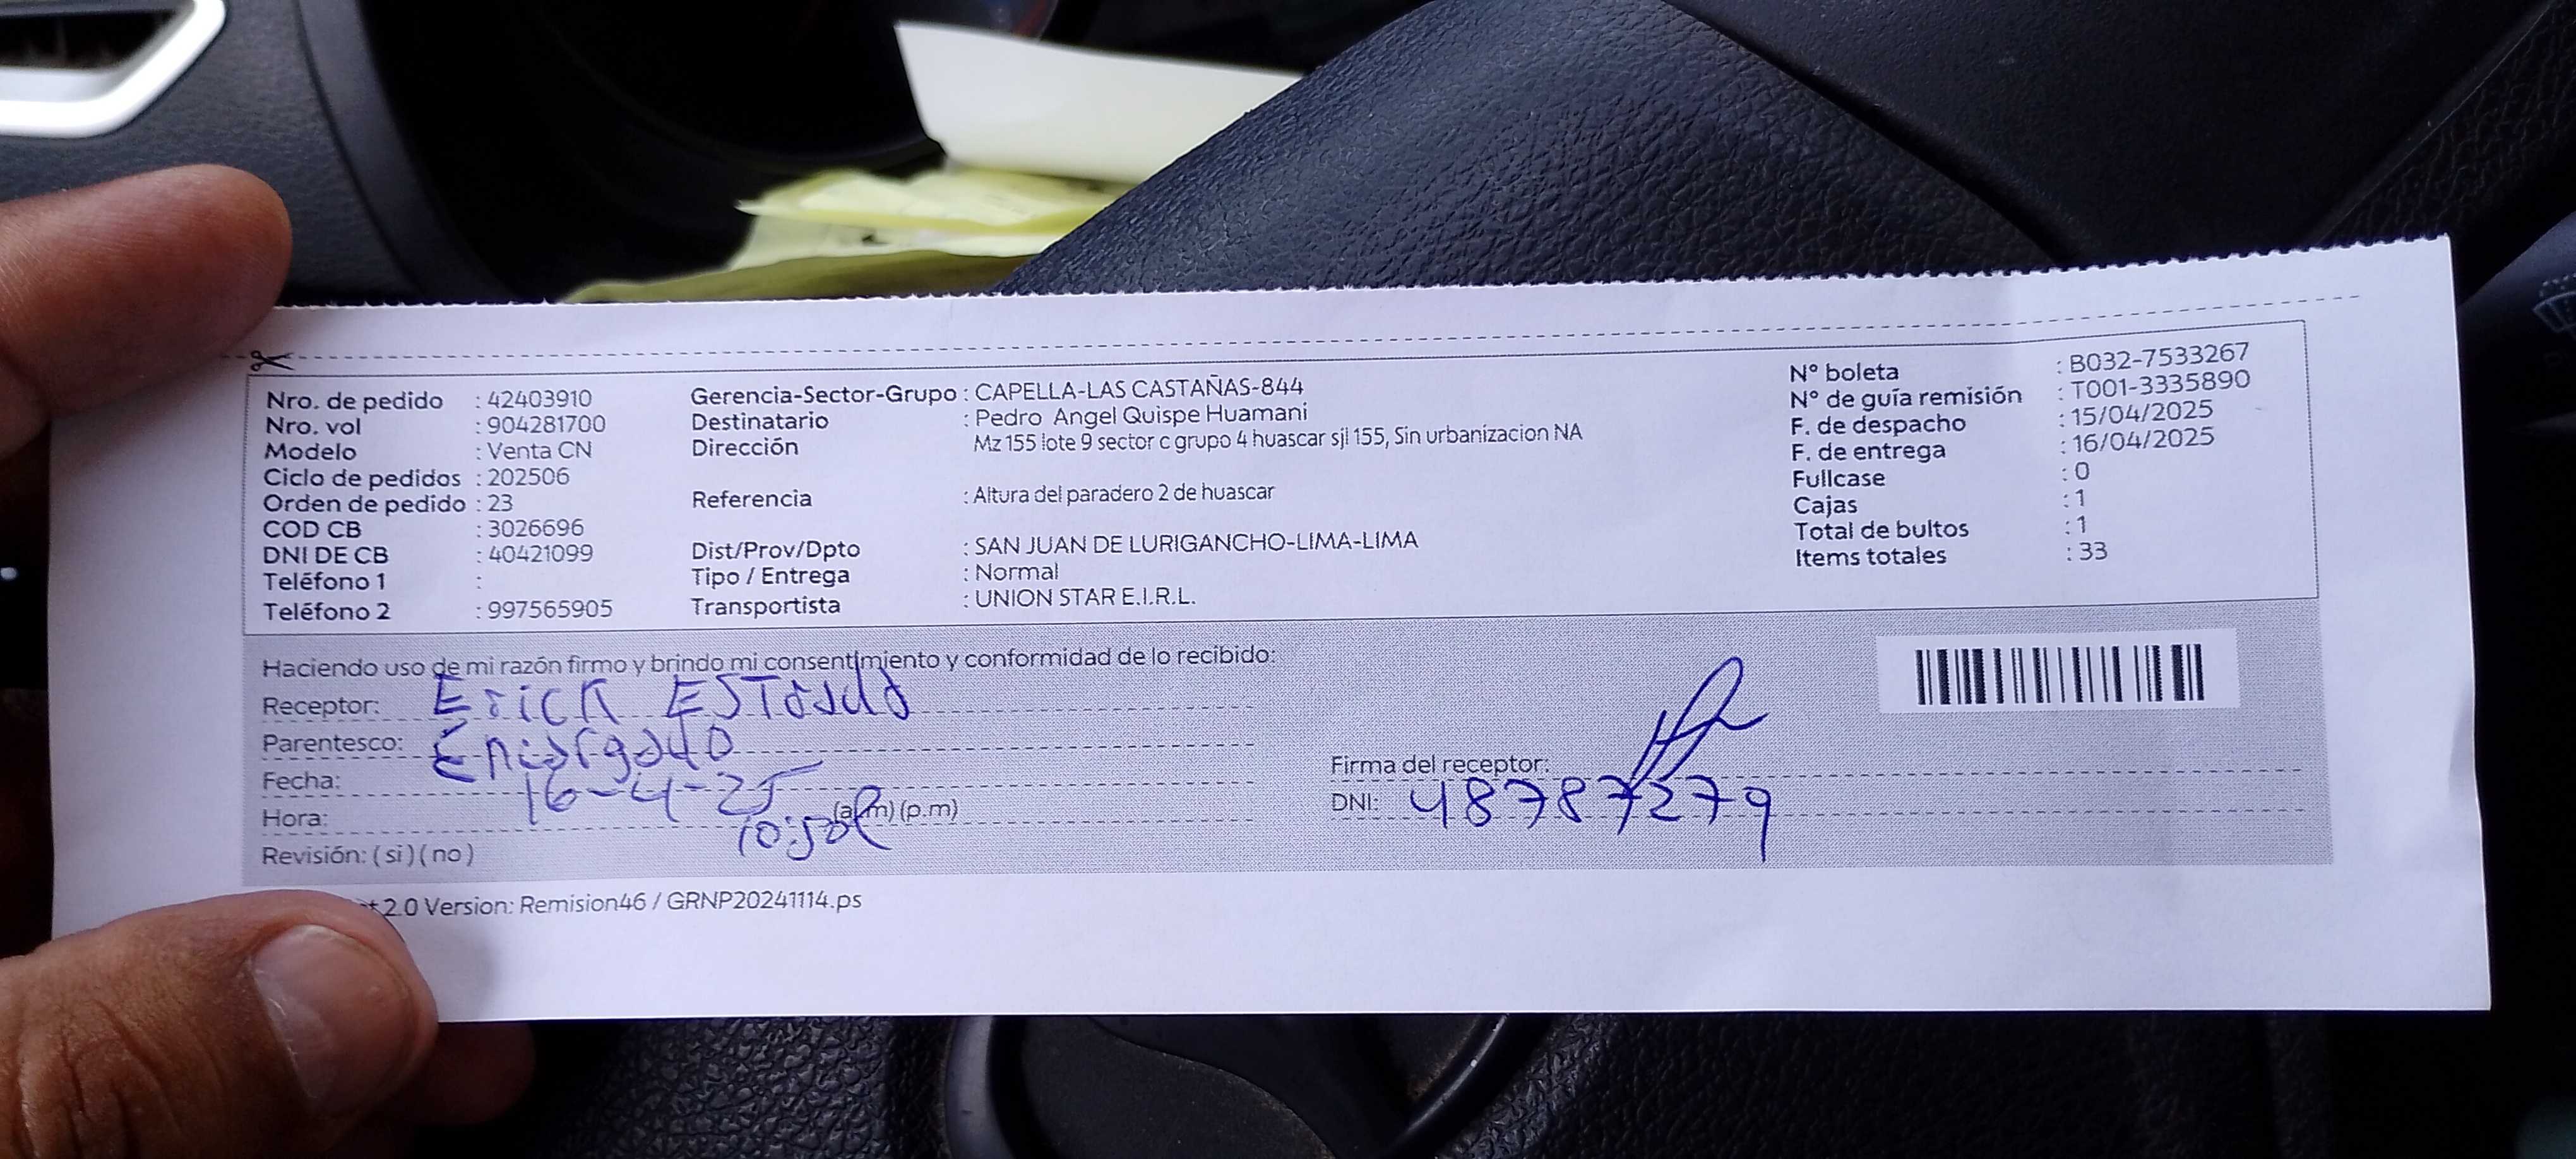 Nro. de pedido : 42403910
Nro. vol : 904281700
Modelo : Venta CN
Ciclo de pedidos : 202506
Orden de pedido : 23
COD CB : 3026696
DNI DE CB : 40421099
Teléfono 1 :
Teléfono 2 : 997565905
Gerencia-Sector-Grupo : CAPELLA-LAS CASTAÑAS-844
Destinatario : Pedro Angel Quispe Huamani
Dirección Mz 155 lote 9 sector c grupo 4 huascar sjl 155, Sin urbanizacion NA
Referencia : Altura del paradero 2 de huascar
Dist/Prov/Dpto : SAN JUAN DE LURIGANCHO-LIMA-LIMA
Tipo / Entrega : Normal
Transportista : UNION STAR E.I.R.L.
N° boleta : B032-7533267
N° de guía remisión : T001-3335890
F. de despacho : 15/04/2025
F. de entrega : 16/04/2025
Fullcase : 0
Cajas : 1
Total de bultos : 1
Items totales : 33
Haciendo uso de mi razón firmo y brindo mi consentimiento y conformidad de lo recibido:
Receptor: Erick
Parentesco: Encargado
Fecha: 16-4-25
Hora: 10:50 (a.m) (p.m)
Revisión: ( si ) ( no )
Firma del receptor:
DNI: 48787279
2.0 Version: Remision46 / GRNP20241114.ps